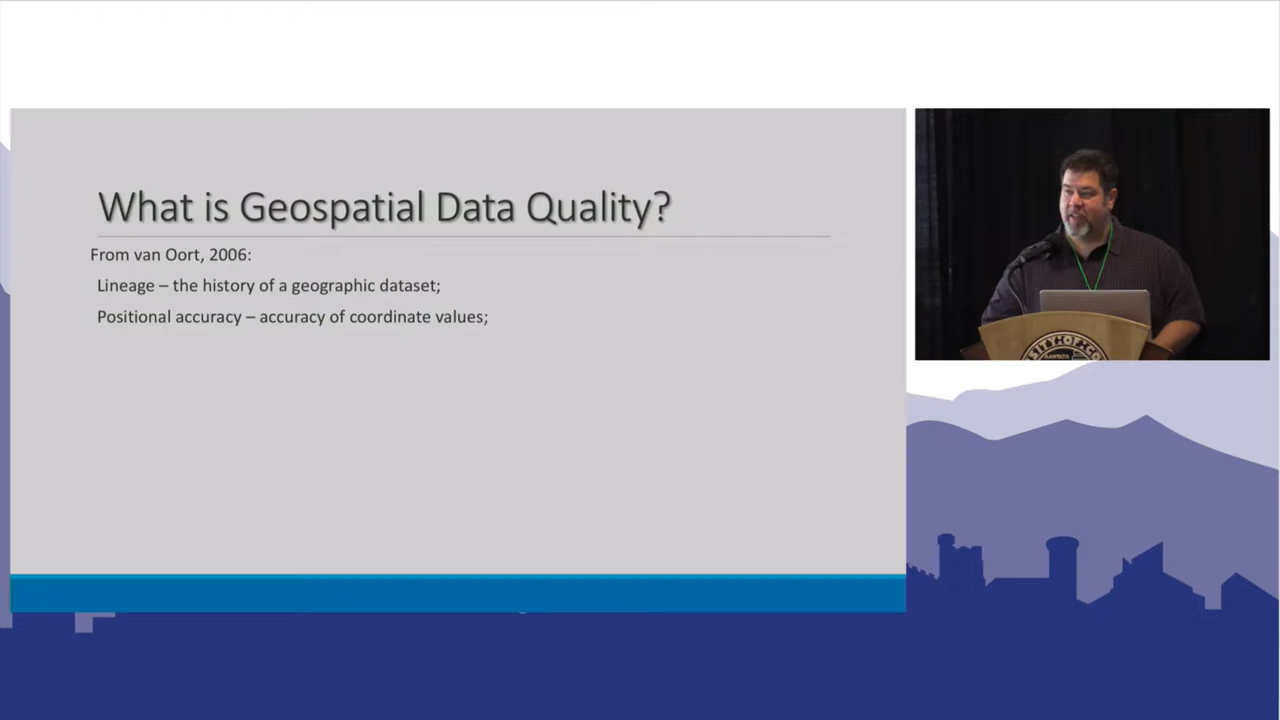 What is Geospatial Data Quality?
From van Oort, 2006:
Lineage – the history of a geographic dataset;
Positional accuracy – accuracy of coordinate values;